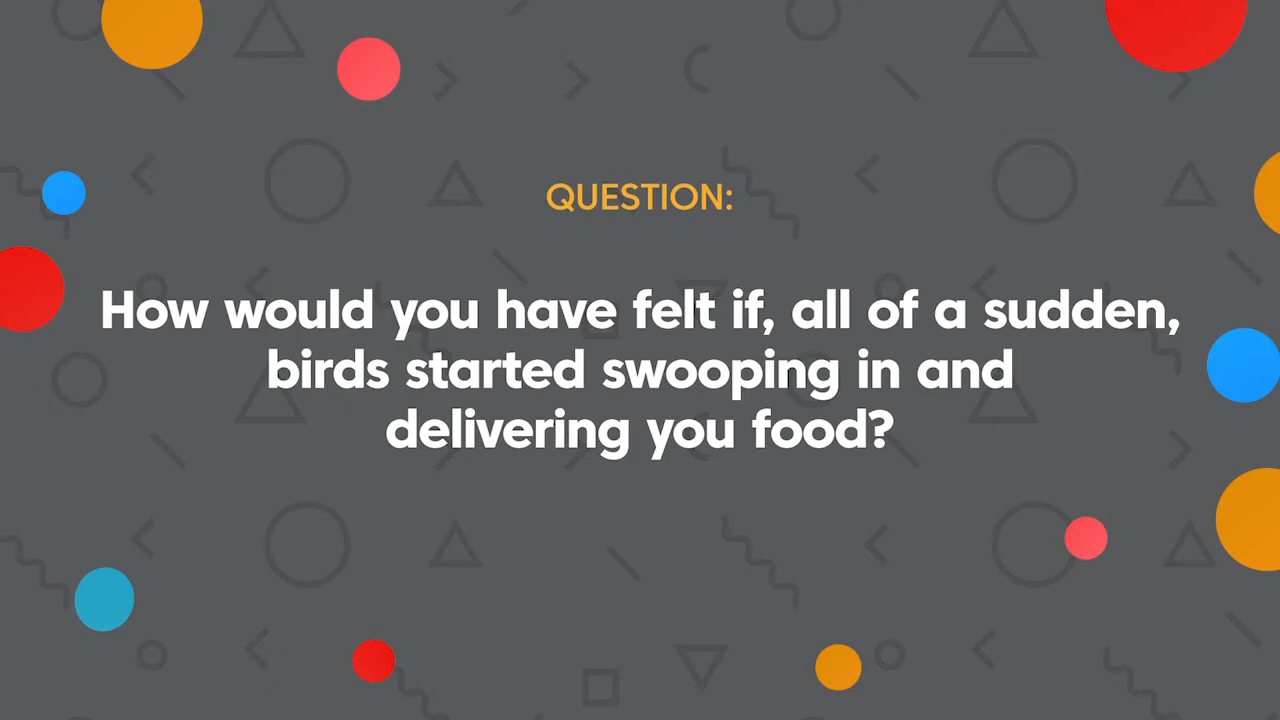 QUESTION:
How would you have felt if, all of a sudden,
birds started swooping in and
delivering you food?